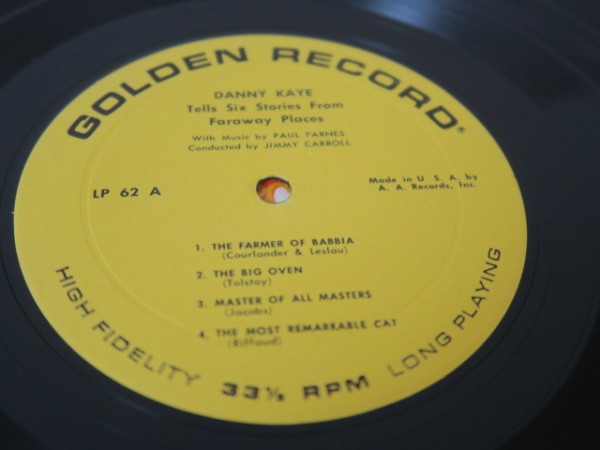 GOLDEN RECORD®
DANNY KAYE
Tells Six Stories From
Faraway Places
With Music by PAUL PARNES
Conducted by JIMMY CARROLL
LP 62 A
Made in U. S. A. by
A. A. Records, Inc.
1. THE FARMER OF BABBIA
(Courlander & Leslau)
2. THE BIG OVEN
(Tolstoy)
3. MASTER OF ALL MASTERS
(Jacobs)
4. THE MOST REMARKABLE CAT
(Riffaud)
HIGH FIDELITY 33⅓ RPM LONG PLAYING